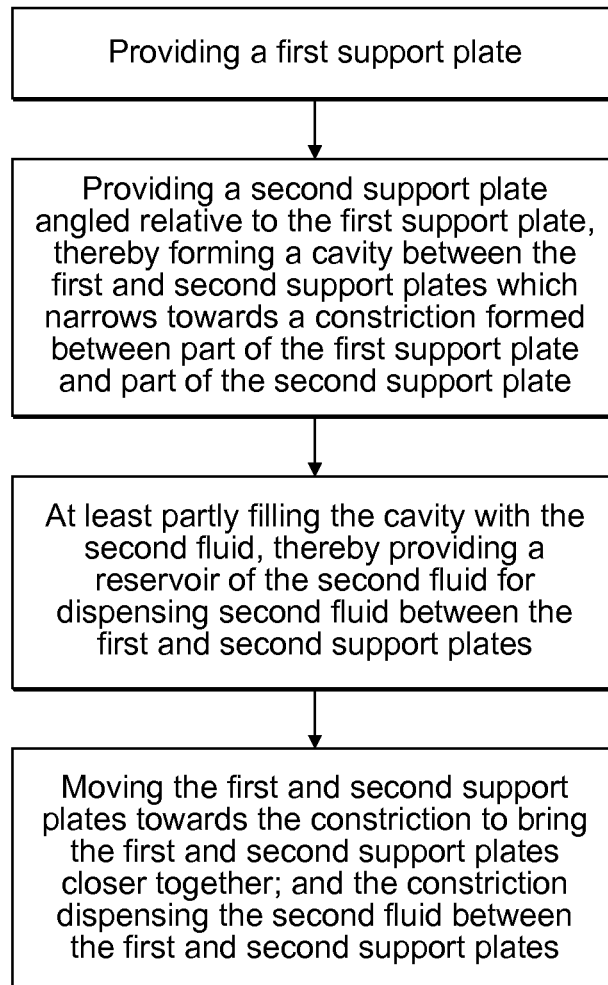 Providing a first support plate
Providing a second support plate
angled relative to the first support plate,
thereby forming a cavity between the
first and second support plates which
narrows towards a constriction formed
between part of the first support plate
and part of the second support plate
At least partly filling the cavity with the
second fluid, thereby providing a
reservoir of the second fluid for
dispensing second fluid between the
first and second support plates
Moving the first and second support
plates towards the constriction to bring
the first and second support plates
closer together; and the constriction
dispensing the second fluid between
the first and second support plates